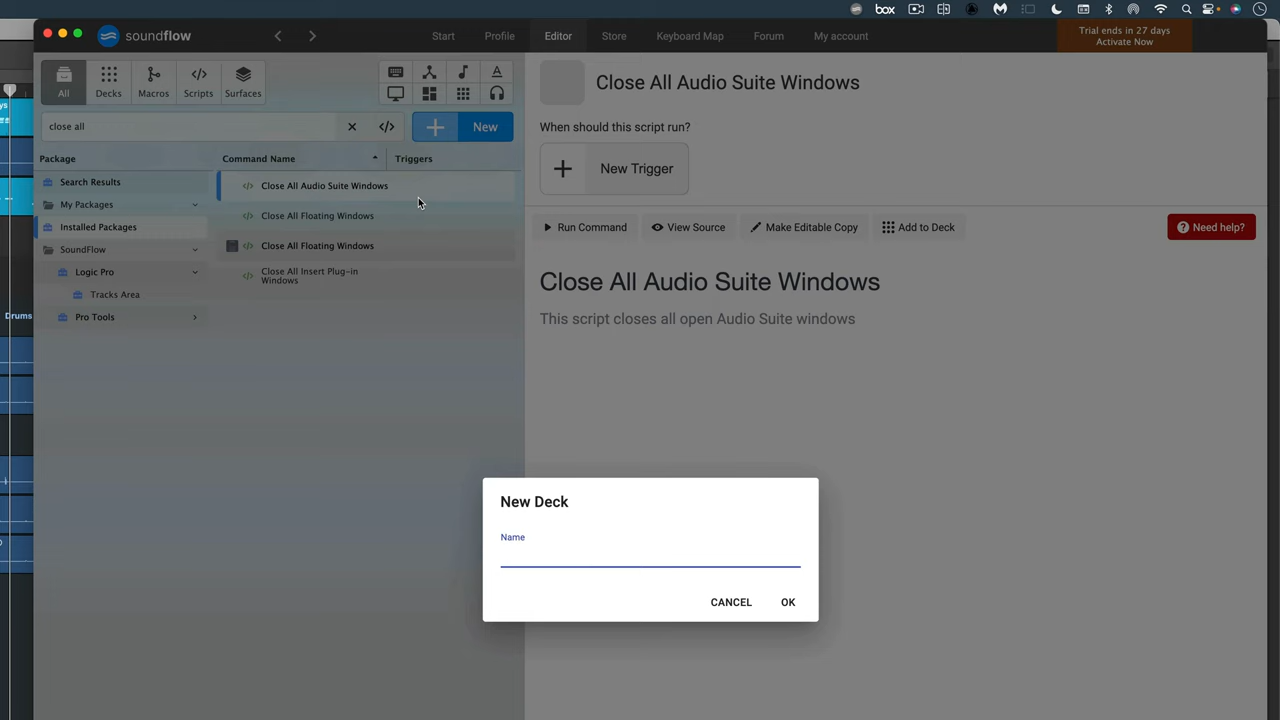 box
soundflow
Start
Profile
Editor
Store
Keyboard Map
Forum
My account
Trial ends in 27 days
Activate Now
All
Decks
Macros
Scripts
Surfaces
close all
New
Package
Command Name
Triggers
Search Results
My Packages
Installed Packages
SoundFlow
Logic Pro
Tracks Area
Pro Tools
Close All Audio Suite Windows
Close All Floating Windows
Close All Floating Windows
Close All Insert Plug-in
Windows
Drums
Close All Audio Suite Windows
When should this script run?
New Trigger
Run Command
View Source
Make Editable Copy
Add to Deck
Need help?
Close All Audio Suite Windows
This script closes all open Audio Suite windows
New Deck
Name
CANCEL
OK